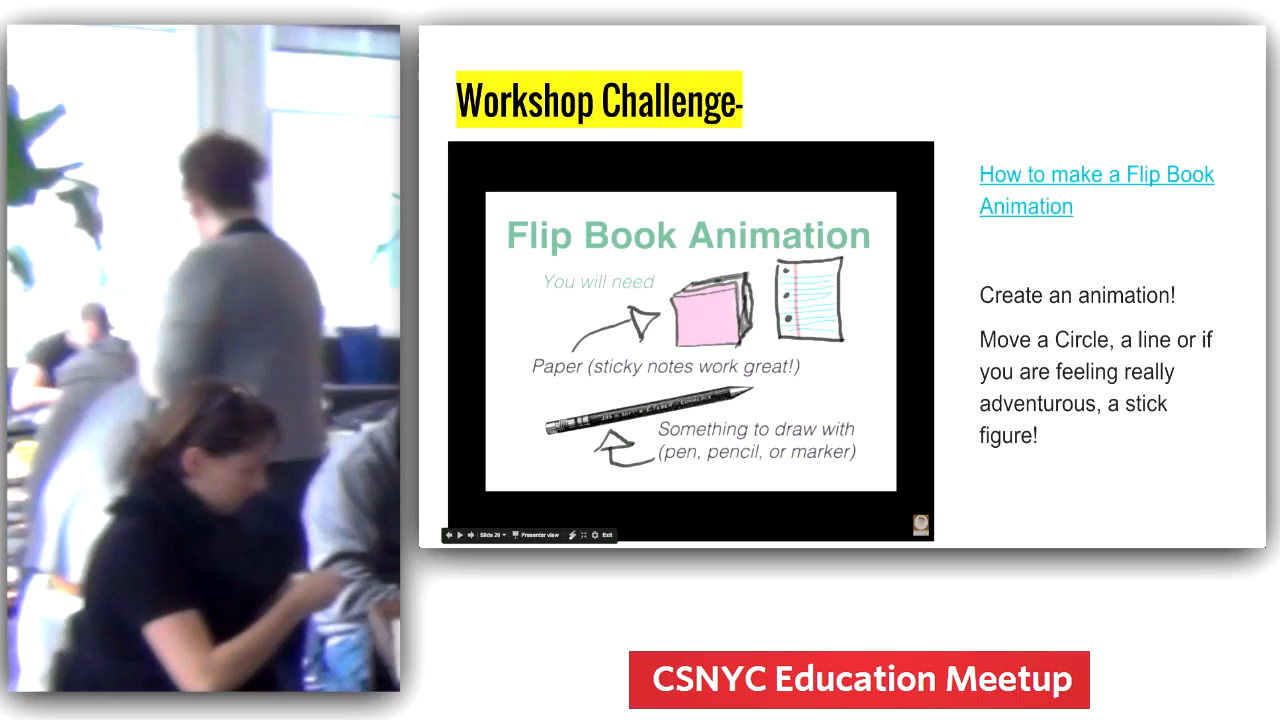 Workshop Challenge-
Flip Book Animation
You will need
Paper (sticky notes work great!)
Something to draw with
(pen, pencil, or marker)
Slide 20
Presenter view
Exit
How to make a Flip Book
Animation
Create an animation!
Move a Circle, a line or if
you are feeling really
adventurous, a stick
figure!
CSNYC Education Meetup